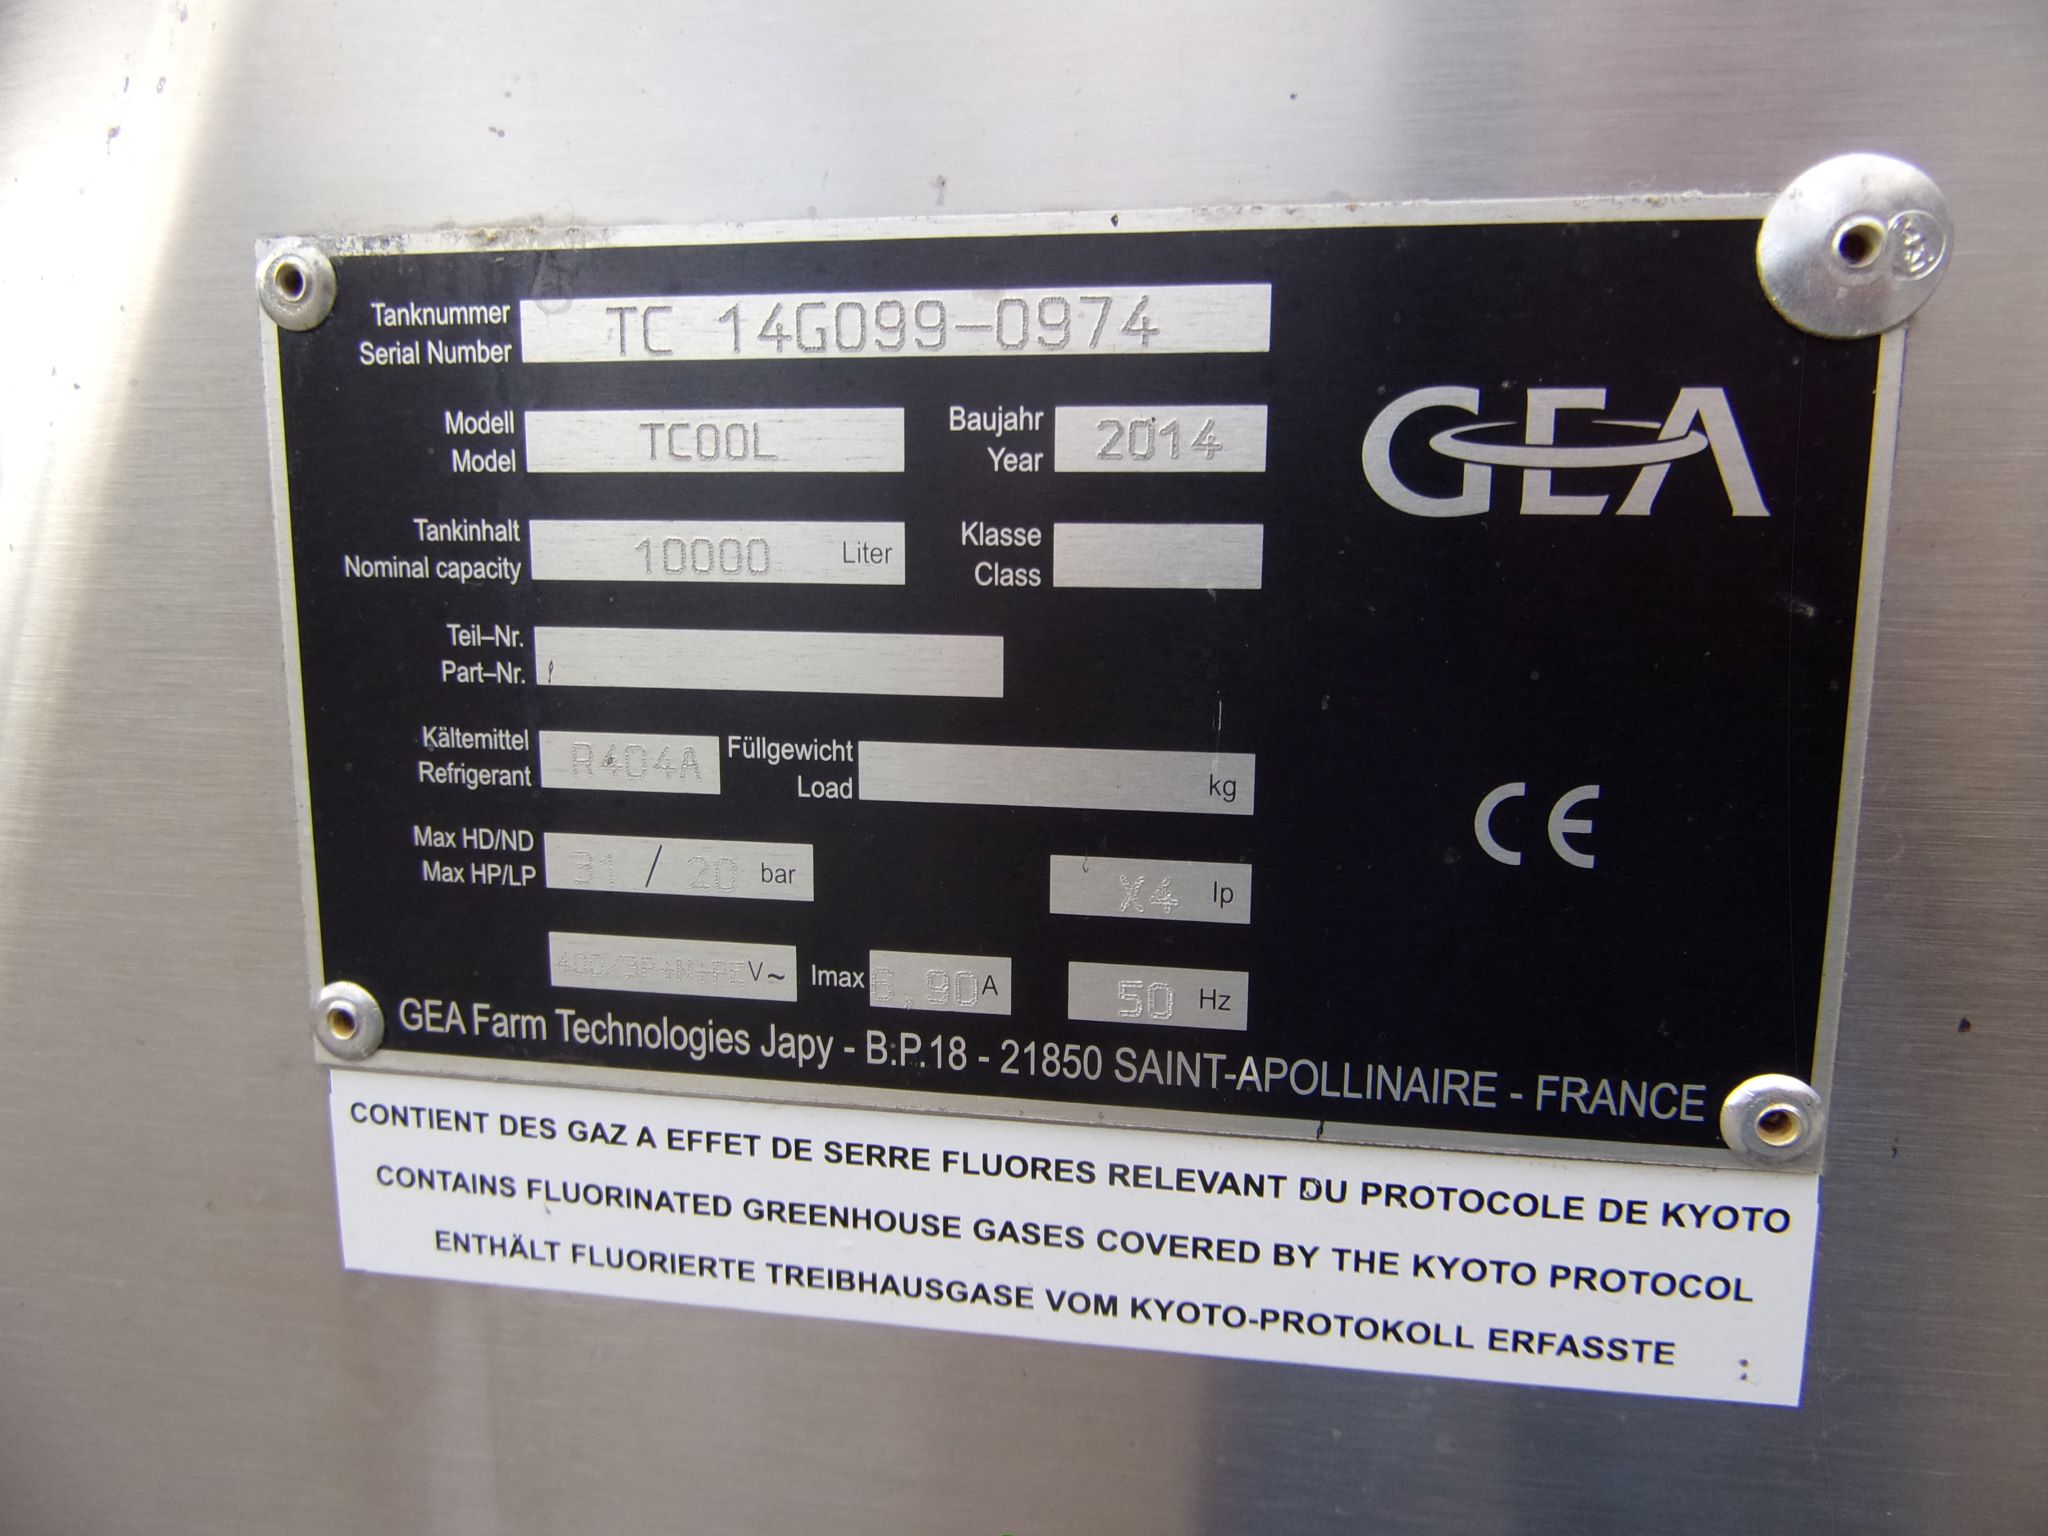 Tanknummer
Serial Number
TC 14G099-0974
Modell
Model
TCOOL
Baujahr
Year
2014
GEA
Tankinhalt
Nominal capacity
10000 Liter
Klasse
Class
Teil-Nr.
Part-Nr.
Kältemittel
Refrigerant
R404A
Füllgewicht
Load
kg
CE
Max HD/ND
Max HP/LP
31 / 20 bar
X4 Ip
400/3P+N+PE V~
Imax 6,90 A
50 Hz
GEA Farm Technologies Japy - B.P.18 - 21850 SAINT-APOLLINAIRE - FRANCE
CONTIENT DES GAZ A EFFET DE SERRE FLUORES RELEVANT DU PROTOCOLE DE KYOTO
CONTAINS FLUORINATED GREENHOUSE GASES COVERED BY THE KYOTO PROTOCOL
ENTHÄLT FLUORIERTE TREIBHAUSGASE VOM KYOTO-PROTOKOLL ERFASSTE